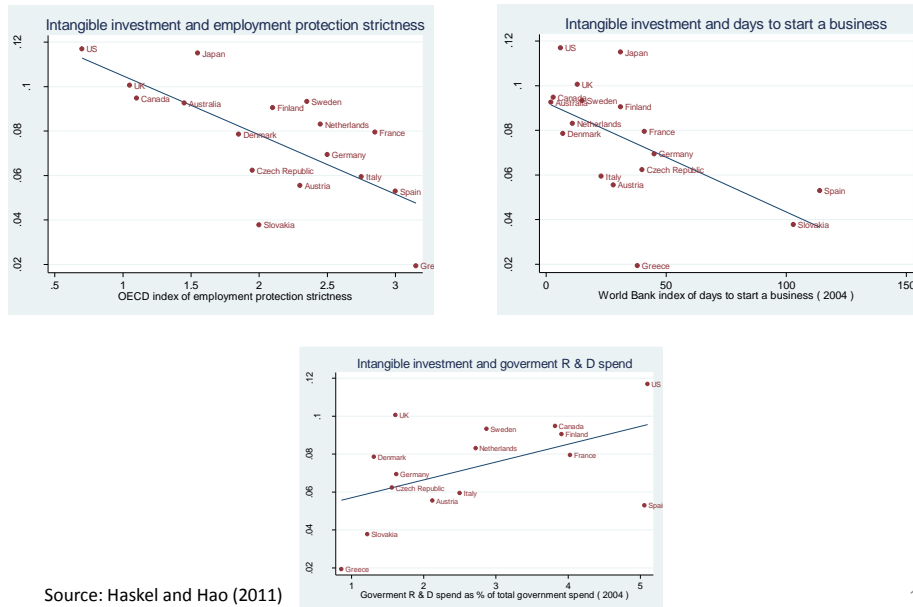 Intangible investment and employment protection strictness
.12
.1
.08
.06
.04
.02
US
Japan
UK
Canada
Australia
Sweden
Finland
Netherlands
Denmark
France
Germany
Czech Republic
Italy
Austria
Spain
Slovakia
Gre
.5
1
1.5
2
2.5
3
OECD index of employment protection strictness
Intangible investment and days to start a business
.12
.1
.08
.06
.04
.02
US
Japan
UK
Canada
Australia
Sweden
Finland
Netherlands
Denmark
France
Germany
Czech Republic
Italy
Austria
Spain
Slovakia
Greece
0
50
100
150
World Bank index of days to start a business ( 2004 )
Intangible investment and goverment R & D spend
.12
.1
.08
.06
.04
.02
US
UK
Sweden
Canada
Finland
Netherlands
Denmark
France
Germany
Czech Republic
Italy
Austria
Spai
Slovakia
Greece
1
2
3
4
5
Goverment R & D spend as % of total government spend ( 2004 )
Source: Haskel and Hao (2011)